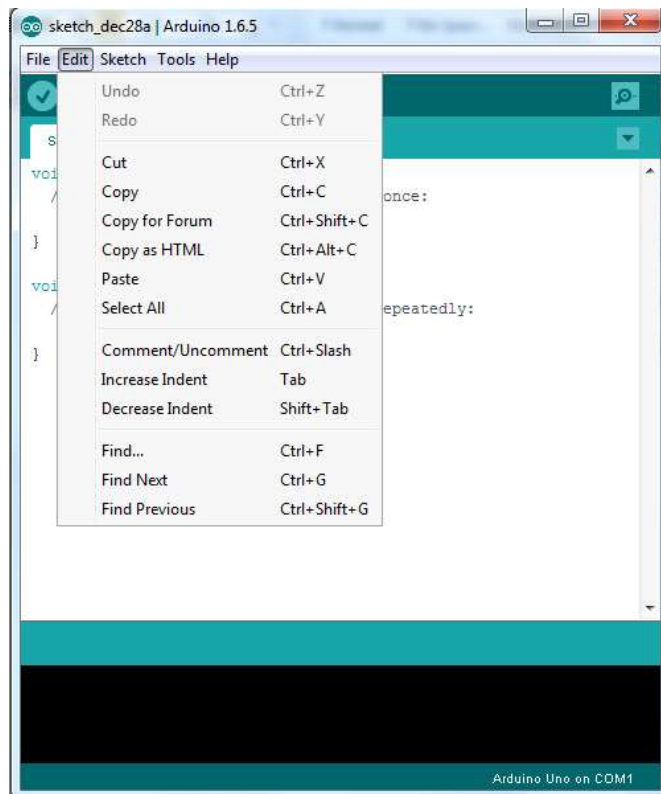 sketch_dec28a | Arduino 1.6.5
File Edit Sketch Tools Help
Undo Ctrl+Z
Redo Ctrl+Y
s
Cut Ctrl+X
voi
Copy Ctrl+C
/ once:
Copy for Forum Ctrl+Shift+C
}
Copy as HTML Ctrl+Alt+C
Paste Ctrl+V
voi
Select All Ctrl+A
/ epeatedly:
Comment/Uncomment Ctrl+Slash
}
Increase Indent Tab
Decrease Indent Shift+Tab
Find... Ctrl+F
Find Next Ctrl+G
Find Previous Ctrl+Shift+G
Arduino Uno on COM1